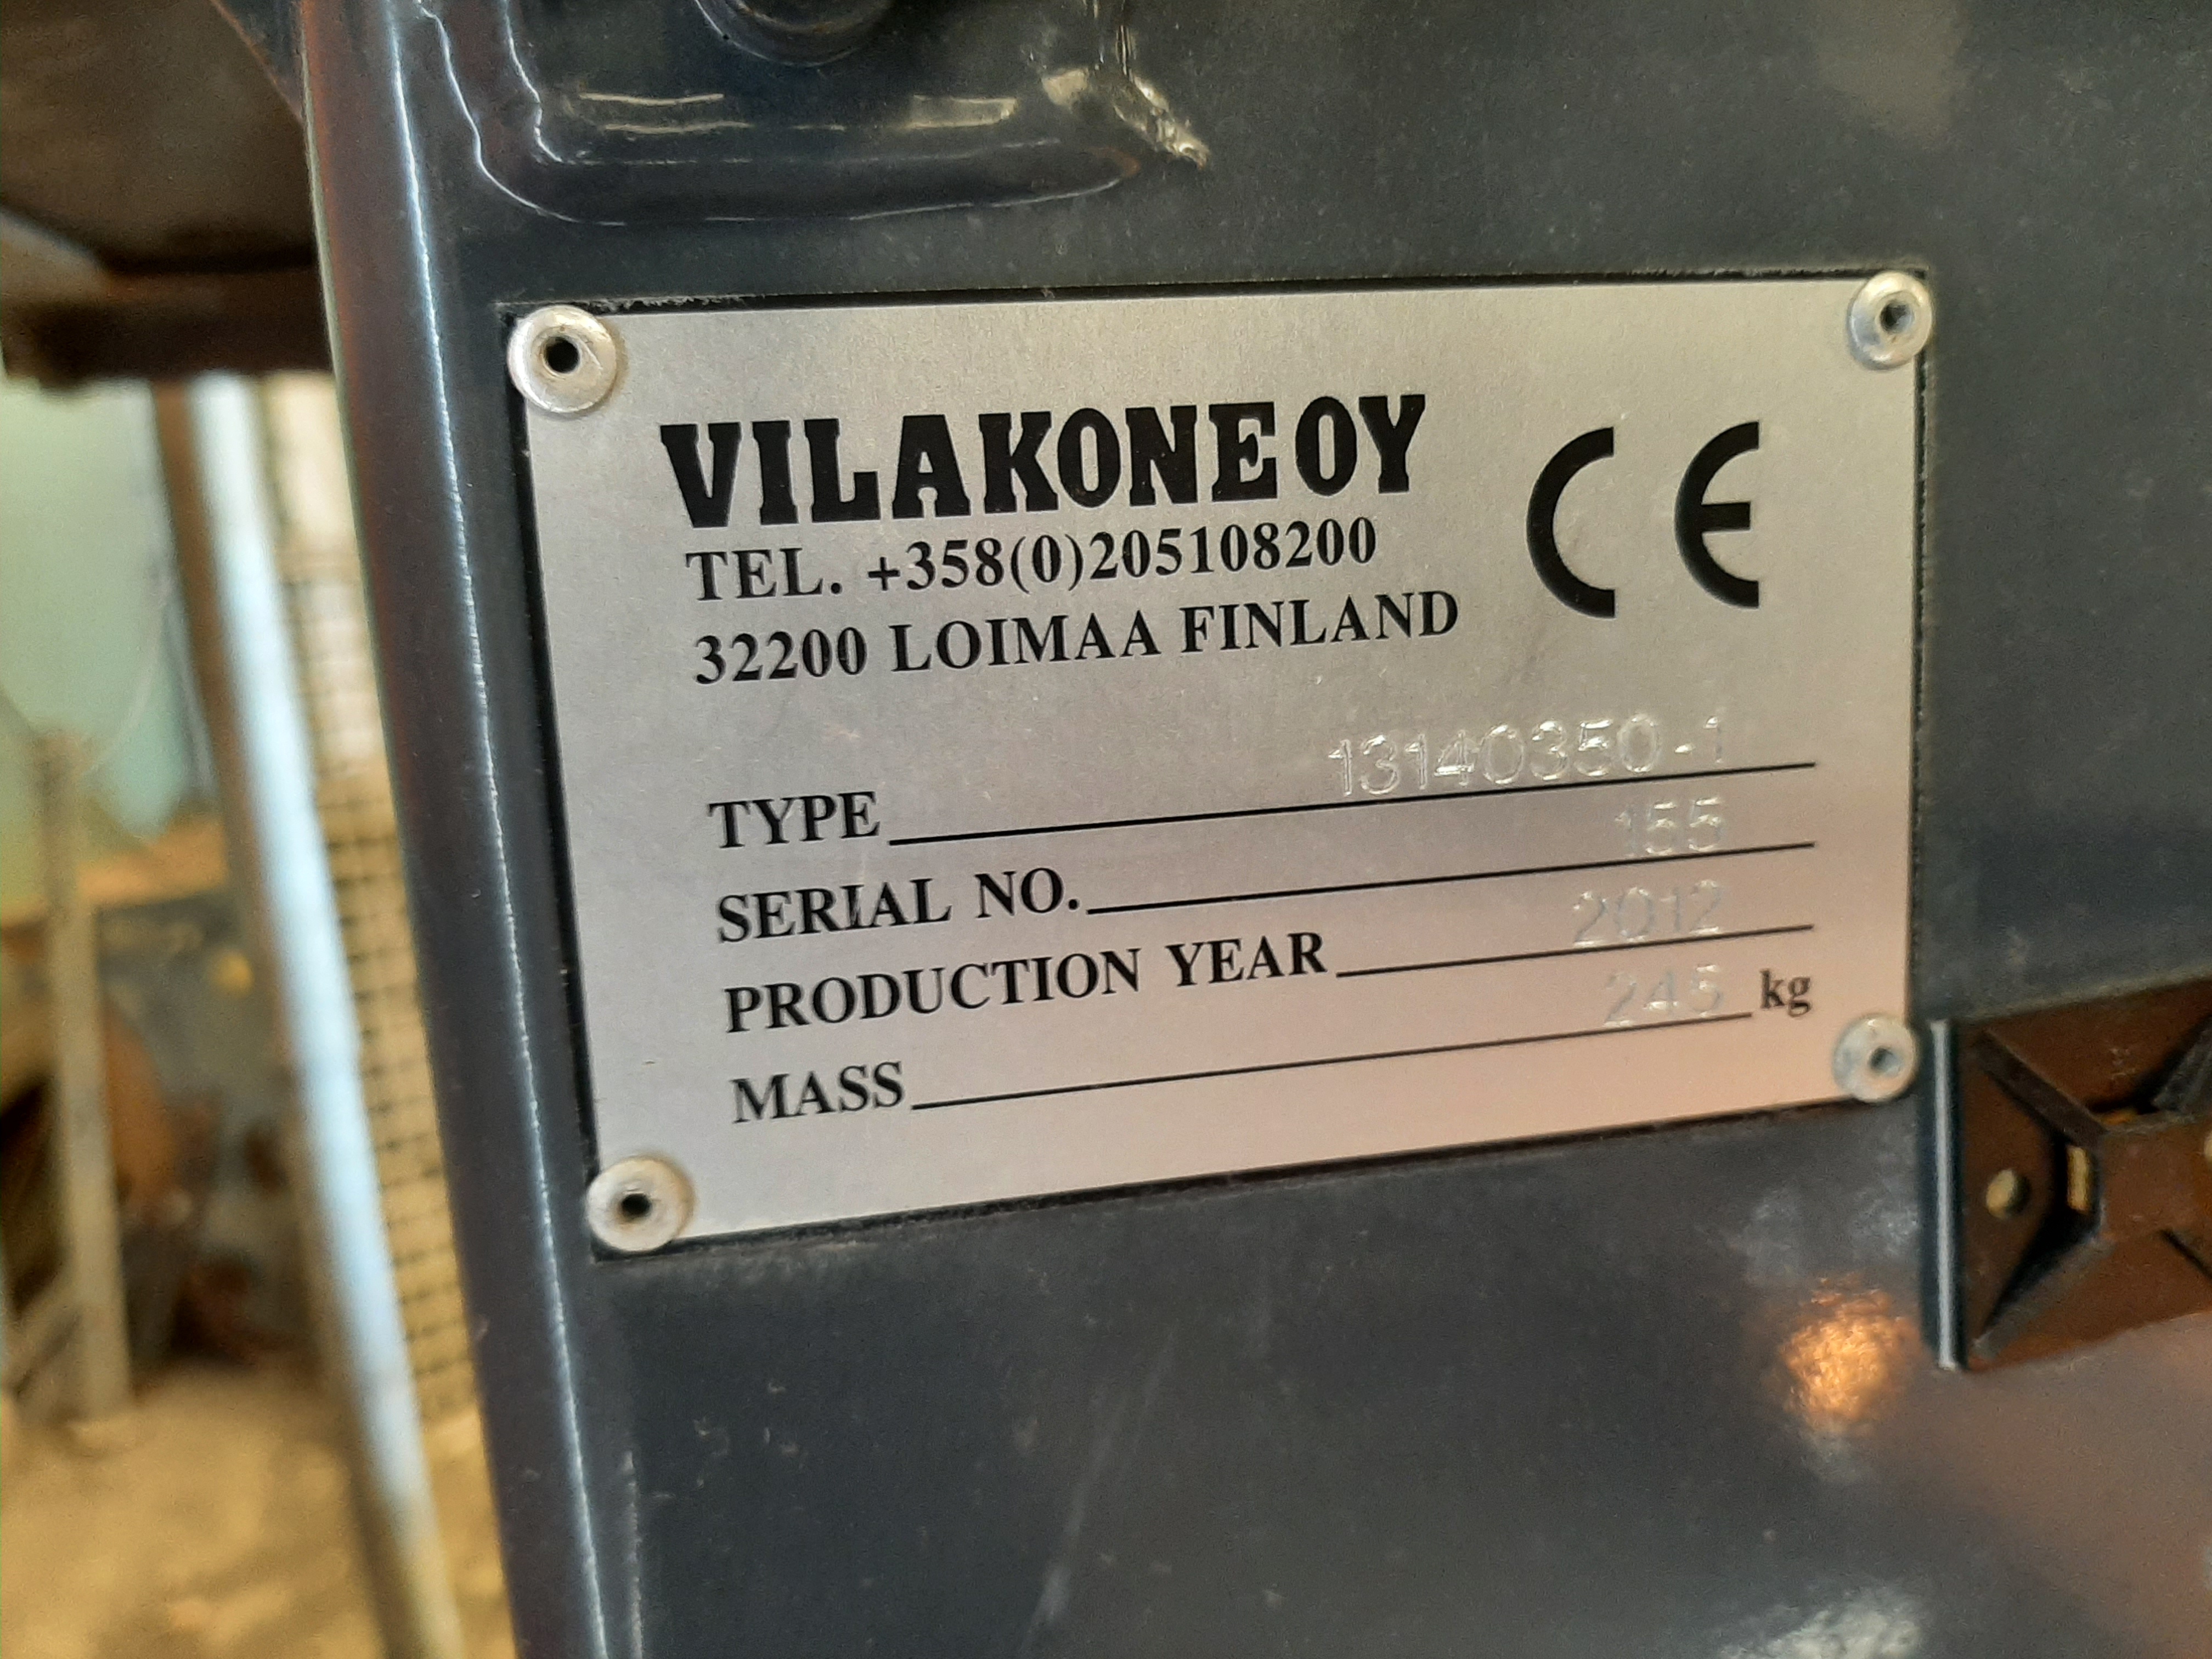 VILAKONE OY
TEL. +358(0)205108200
32200 LOIMAA FINLAND
CE
TYPE 13140350-1
SERIAL NO. 155
PRODUCTION YEAR 2012
MASS 245 kg